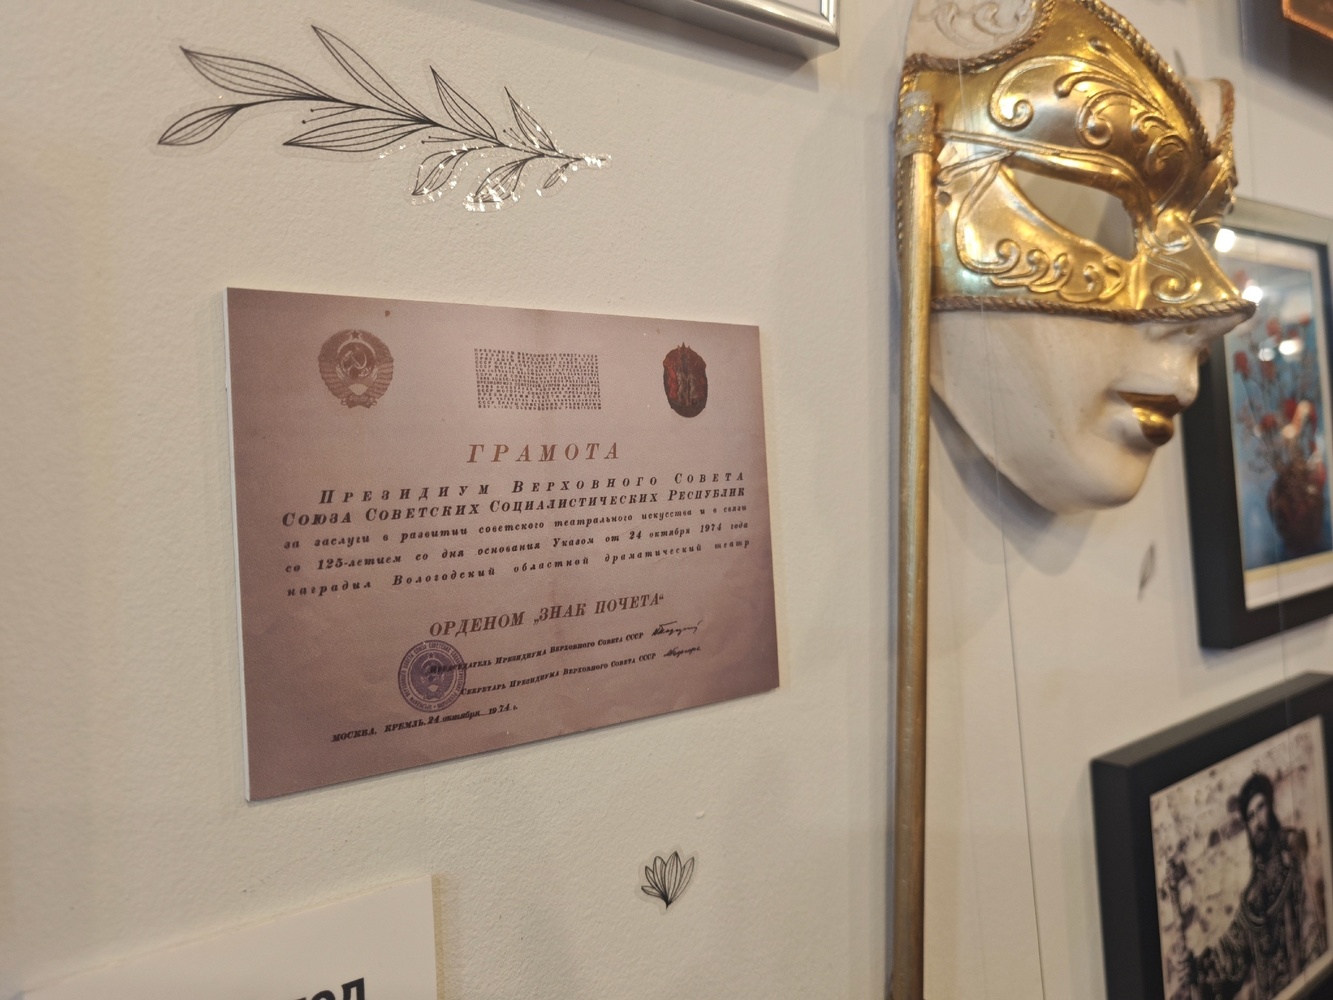 ГРАМОТА
ПРЕЗИДИУМ ВЕРХОВНОГО СОВЕТА
СОЮЗА СОВЕТСКИХ СОЦИАЛИСТИЧЕСКИХ РЕСПУБЛИК
за заслуги в развитии советского театрального искусства и в связи
со 125-летием со дня основания Указом от 24 октября 1974 года
наградил Вологодский областной драматический театр
ОРДЕНОМ „ЗНАК ПОЧЕТА“
ПРЕДСЕДАТЕЛЬ ПРЕЗИДИУМА ВЕРХОВНОГО СОВЕТА СССР
СЕКРЕТАРЬ ПРЕЗИДИУМА ВЕРХОВНОГО СОВЕТА СССР
МОСКВА, КРЕМЛЬ. 24 октября 1974 г.